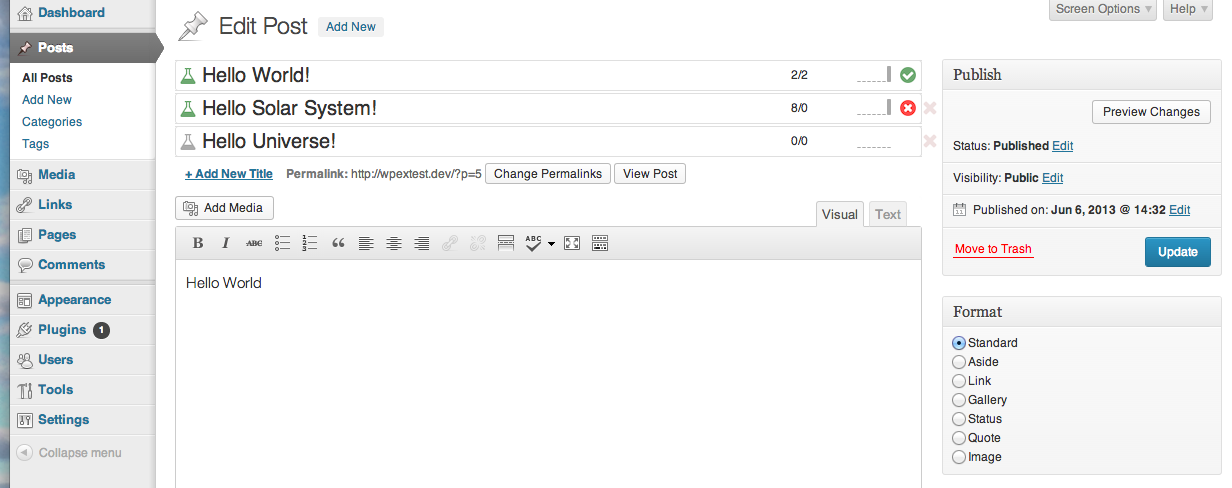 Dashboard
Posts
All Posts
Add New
Categories
Tags
Media
Links
Pages
Comments
Appearance
Plugins 1
Users
Tools
Settings
Collapse menu
Screen Options Help
Edit Post Add New
Hello World! 2/2
Hello Solar System! 8/0
Hello Universe! 0/0
+ Add New Title Permalink: http://wpextest.dev/?p=5 Change Permalinks View Post
Add Media
Visual Text
B I ABC 1 2 3 “ ABC
Hello World
Publish
Preview Changes
Status: Published Edit
Visibility: Public Edit
Published on: Jun 6, 2013 @ 14:32 Edit
Move to Trash Update
Format
Standard
Aside
Link
Gallery
Status
Quote
Image